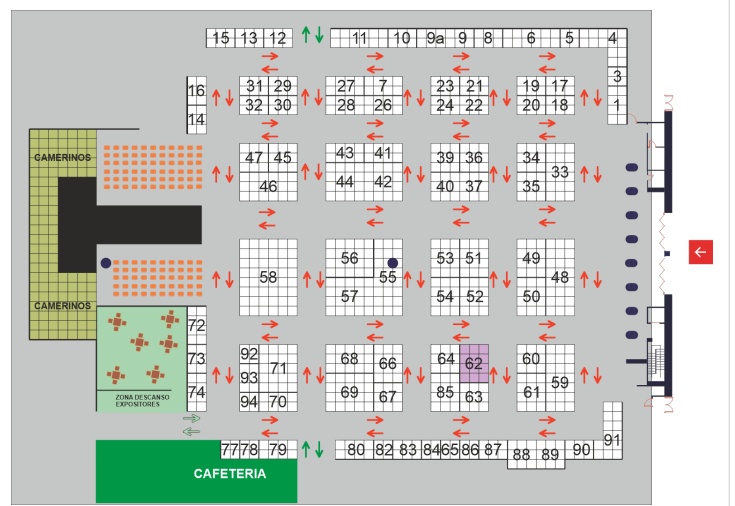 15 13 12 11 10 9a 9 8 6 5 4
3
16 31 29 27 7 23 21 19 17
14 32 30 28 26 24 22 20 18 1
CAMERINOS 47 45 43 41 39 36 34 33
46 44 42 40 37 35
58 56 55 53 51 49 48
57 54 52 50
CAMERINOS
72
73 92 71 68 66 64 62 60 59
93
74 94 70 69 67 85 63 61
ZONA DESCANSO
EXPOSITORES
77 78 79 80 82 83 84 65 86 87 88 89 90 91
CAFETERIA